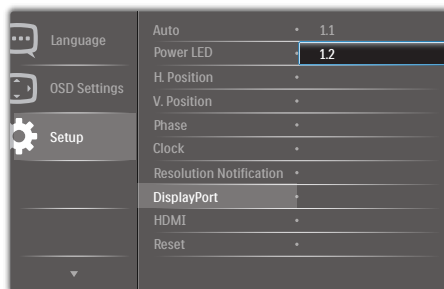 Language
OSD Settings
Setup
Auto
Power LED
H. Position
V. Position
Phase
Clock
Resolution Notification
DisplayPort
HDMI
Reset
1.1
1.2